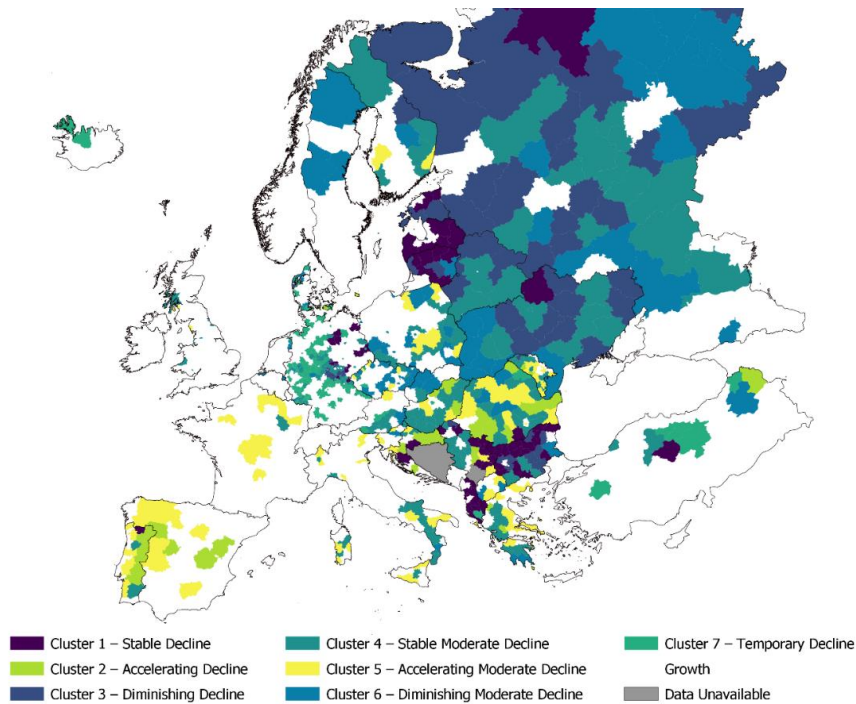 Cluster 1 – Stable Decline
Cluster 4 – Stable Moderate Decline
Cluster 7 – Temporary Decline
Cluster 2 – Accelerating Decline
Cluster 5 – Accelerating Moderate Decline
Growth
Cluster 3 – Diminishing Decline
Cluster 6 – Diminishing Moderate Decline
Data Unavailable